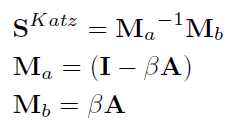 S^{Katz} = M_a^{-1} M_b
M_a = (I − βA)
M_b = βA